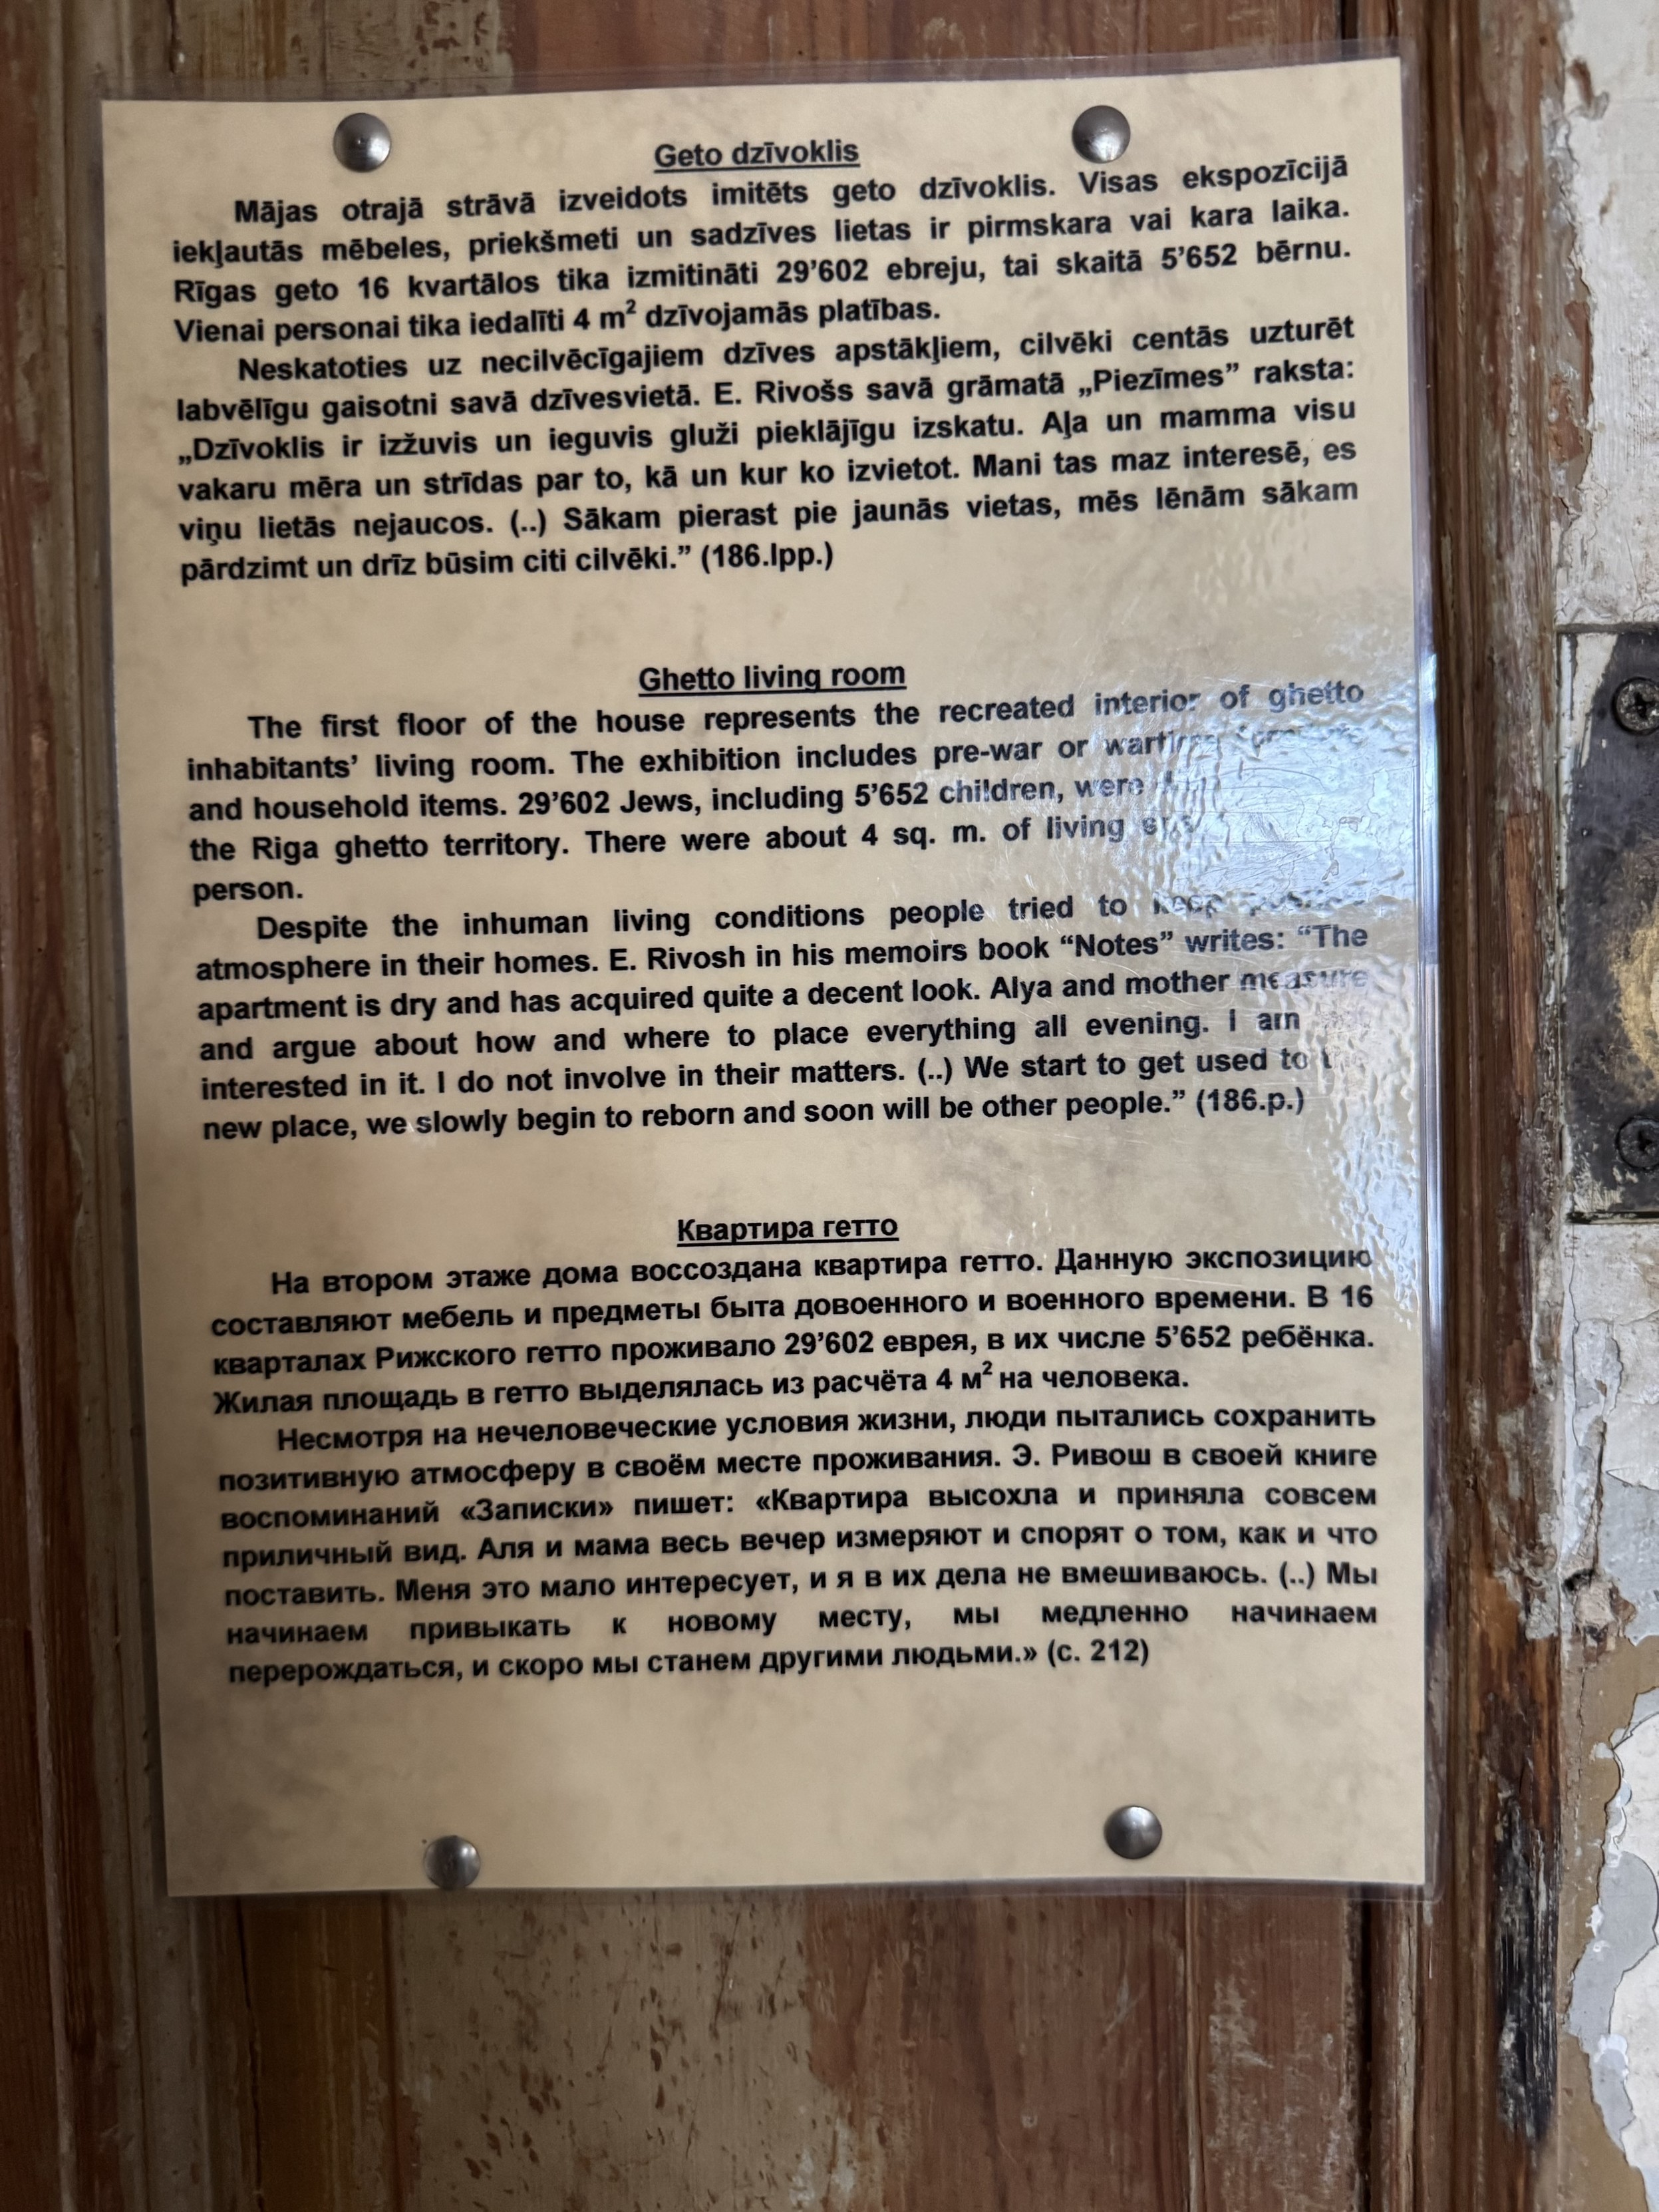 Geto dzīvoklis
Mājas otrajā strāvā izveidots imitēts geto dzīvoklis. Visas ekspozīcijā
iekļautās mēbeles, priekšmeti un sadzīves lietas ir pirmskara vai kara laika.
Rīgas geto 16 kvartālos tika izmitināti 29’602 ebreju, tai skaitā 5’652 bērnu.
Vienai personai tika iedalīti 4 m² dzīvojamās platības.
Neskatoties uz necilvēcīgajiem dzīves apstākļiem, cilvēki centās uzturēt
labvēlīgu gaisotni savā dzīvesvietā. E. Rivošs savā grāmatā „Piezīmes” raksta:
„Dzīvoklis ir izžuvis un ieguvis gluži pieklājīgu izskatu. Aļa un mamma visu
vakaru mēra un strīdas par to, kā un kur ko izvietot. Mani tas maz interesē, es
viņu lietās nejaucos. (..) Sākam pierast pie jaunās vietas, mēs lēnām sākam
pārdzimt un drīz būsim citi cilvēki.” (186.lpp.)
Ghetto living room
The first floor of the house represents the recreated interior of ghetto
inhabitants’ living room. The exhibition includes pre-war or wartime
and household items. 29’602 Jews, including 5’652 children, were
the Riga ghetto territory. There were about 4 sq. m. of living
person.
Despite the inhuman living conditions people tried to keep
atmosphere in their homes. E. Rivosh in his memoirs book “Notes” writes: “The
apartment is dry and has acquired quite a decent look. Alya and mother measure
and argue about how and where to place everything all evening. I am
interested in it. I do not involve in their matters. (..) We start to get used to the
new place, we slowly begin to reborn and soon will be other people.” (186.p.)
Квартира гетто
На втором этаже дома воссоздана квартира гетто. Данную экспозицию
составляют мебель и предметы быта довоенного и военного времени. В 16
кварталах Рижского гетто проживало 29’602 еврея, в их числе 5’652 ребёнка.
Жилая площадь в гетто выделялась из расчёта 4 м² на человека.
Несмотря на нечеловеческие условия жизни, люди пытались сохранить
позитивную атмосферу в своём месте проживания. Э. Ривош в своей книге
воспоминаний «Записки» пишет: «Квартира высохла и приняла совсем
приличный вид. Аля и мама весь вечер измеряют и спорят о том, как и что
поставить. Меня это мало интересует, и я в их дела не вмешиваюсь. (..) Мы
начинаем привыкать к новому месту, мы медленно начинаем
перерождаться, и скоро мы станем другими людьми.» (с. 212)